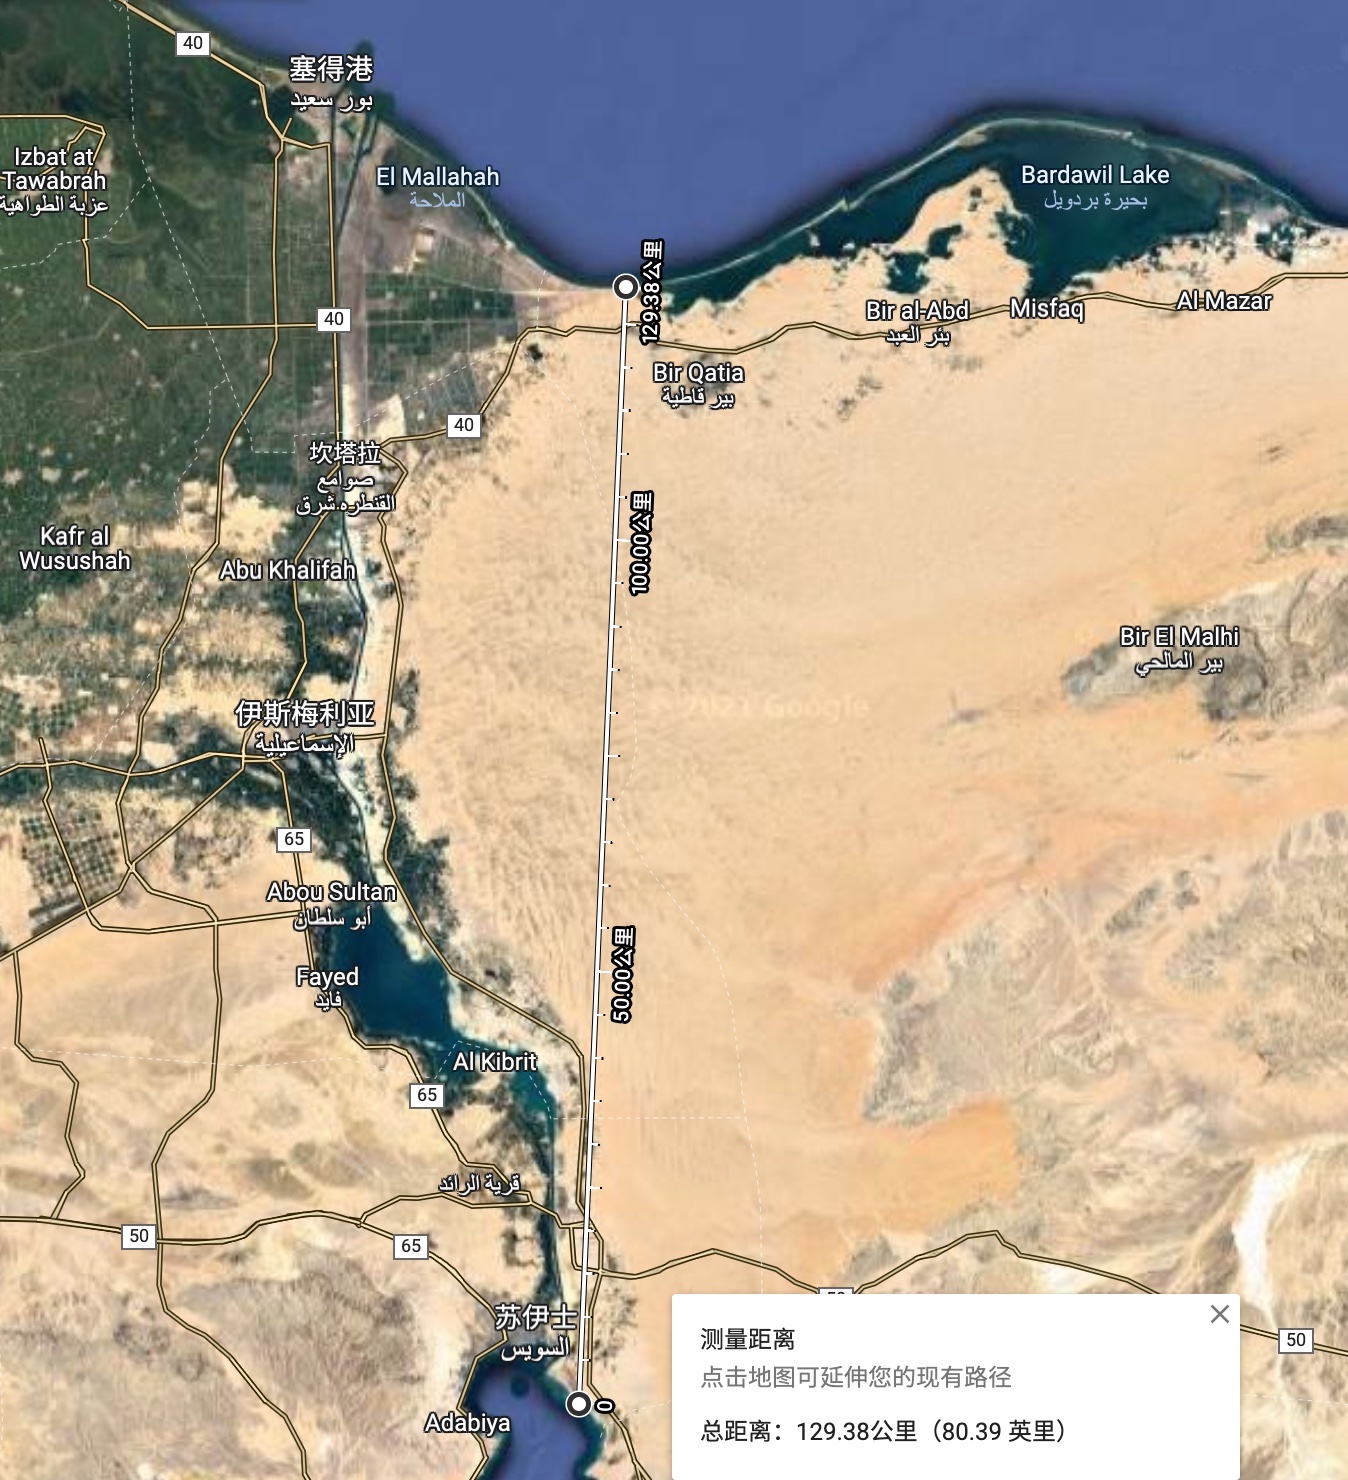 40
塞得港
بور سعيد
Izbat at
Tawabrah
عزبة الطواهية
El Mallahah
الملاحة
Bardawil Lake
بحيرة بردويل
129.38公里
40
Bir al-Abd
بئر العبد
Misfaq
Al Mazar
Bir Qatia
بير قاطية
40
坎塔拉
صوامع
القنطره شرق
100.00公里
Kafr al
Wusushah
Abu Khalifah
Bir El Malhi
بير المالحي
伊斯梅利亚
الإسماعيلية
Google
65
Abou Sultan
أبو سلطان
50.00公里
Fayed
فايد
Al Kibrit
65
قرية الرائد
50
65
苏伊士
السويس
0
Adabiya
50
测量距离
点击地图可延伸您的现有路径
总距离：129.38公里（80.39 英里）